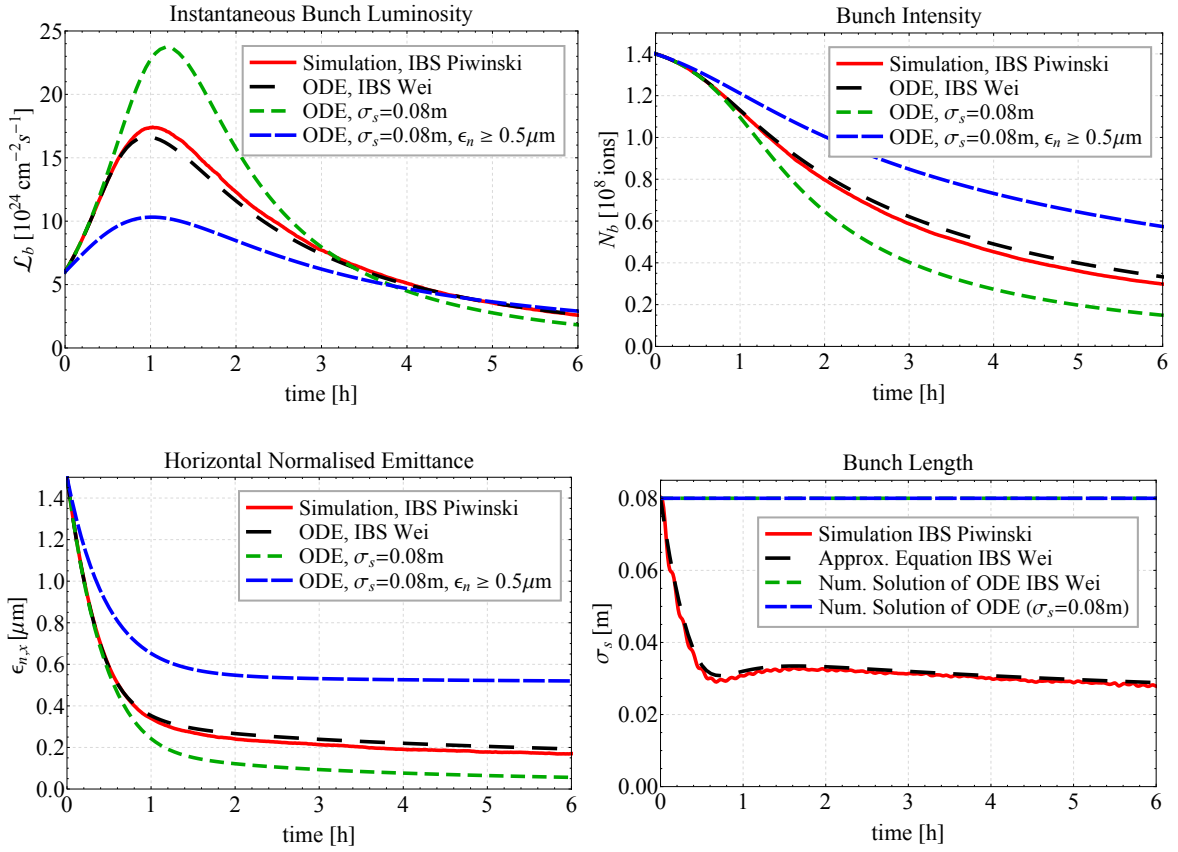 Instantaneous Bunch Luminosity
25
20
15
10
5
0
0 1 2 3 4 5 6
ℒb [10^24 cm^-2 s^-1]
time [h]
Simulation, IBS Piwinski
ODE, IBS Wei
ODE, σs=0.08m
ODE, σs=0.08m, ϵn ≥ 0.5μm
Bunch Intensity
1.4
1.2
1.0
0.8
0.6
0.4
0.2
0.0
0 1 2 3 4 5 6
Nb [10^8 ions]
time [h]
Simulation, IBS Piwinski
ODE, IBS Wei
ODE, σs=0.08m
ODE, σs=0.08m, ϵn ≥ 0.5μm
Horizontal Normalised Emittance
1.4
1.2
1.0
0.8
0.6
0.4
0.2
0.0
0 1 2 3 4 5 6
ϵn,x [μm]
time [h]
Simulation, IBS Piwinski
ODE, IBS Wei
ODE, σs=0.08m
ODE, σs=0.08m, ϵn ≥ 0.5μm
Bunch Length
0.08
0.06
0.04
0.02
0.00
0 1 2 3 4 5 6
σs [m]
time [h]
Simulation IBS Piwinski
Approx. Equation IBS Wei
Num. Solution of ODE IBS Wei
Num. Solution of ODE (σs=0.08m)